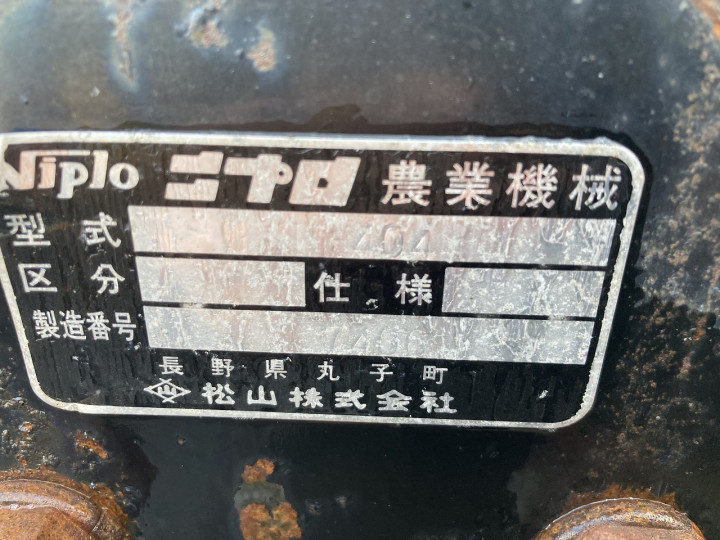 Niplo ニプロ 農業機械
型式
区分 仕様
製造番号
長野県丸子町
松山株式会社